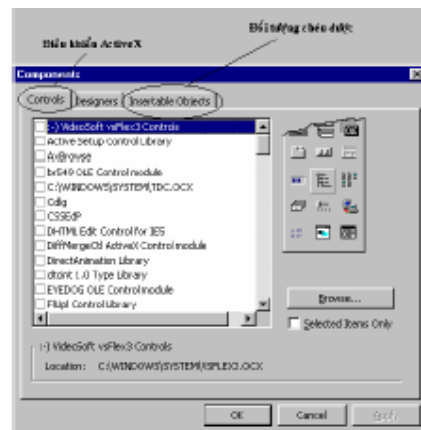 Đối tượng chèn được
Điều khiển ActiveX
Components
Controls
Designers
Insertable Objects
:-) VideoSoft vsFlex3 Controls
Active Setup Control Library
AxBrowse
br549 OLE Control module
C:\WINDOWS\SYSTEM\TDC.OCX
Cdlg
CSSEdP
DHTML Edit Control for IE5
DiffMergeCtl ActiveX Control module
DirectAnimation Library
dtcint 1.0 Type Library
EYEDOG OLE Control module
FlUpl Control Library
Browse...
Selected Items Only
:-) VideoSoft vsFlex3 Controls
Location: C:\WINDOWS\SYSTEM\VSFLEX3.OCX
OK
Cancel
Apply